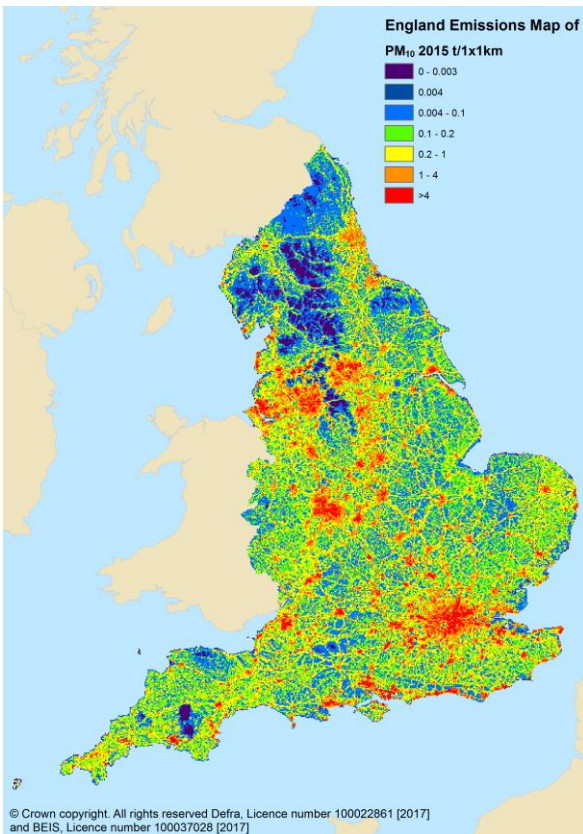 England Emissions Map of
PM₁₀ 2015 t/1x1km
0 - 0.003
0.004
0.004 - 0.1
0.1 - 0.2
0.2 - 1
1 - 4
>4
© Crown copyright. All rights reserved Defra, Licence number 100022861 [2017]
and BEIS, Licence number 100037028 [2017]